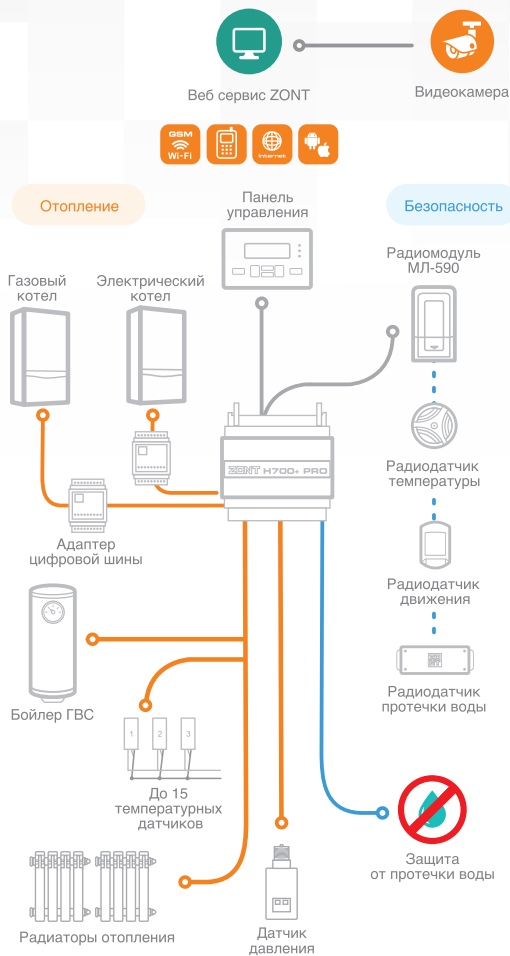 Веб сервис ZONT
Видеокамера
GSM
Wi-Fi
Internet
Отопление
Панель
управления
Безопасность
Радиомодуль
МЛ-590
Газовый
котел
Электрический
котел
ZONT H700+ PRO
Радиодатчик
температуры
Адаптер
цифровой шины
Радиодатчик
движения
Бойлер ГВС
Радиодатчик
протечки воды
1 2 3
До 15
температурных
датчиков
Защита
от протечки воды
Радиаторы отопления
Датчик
давления